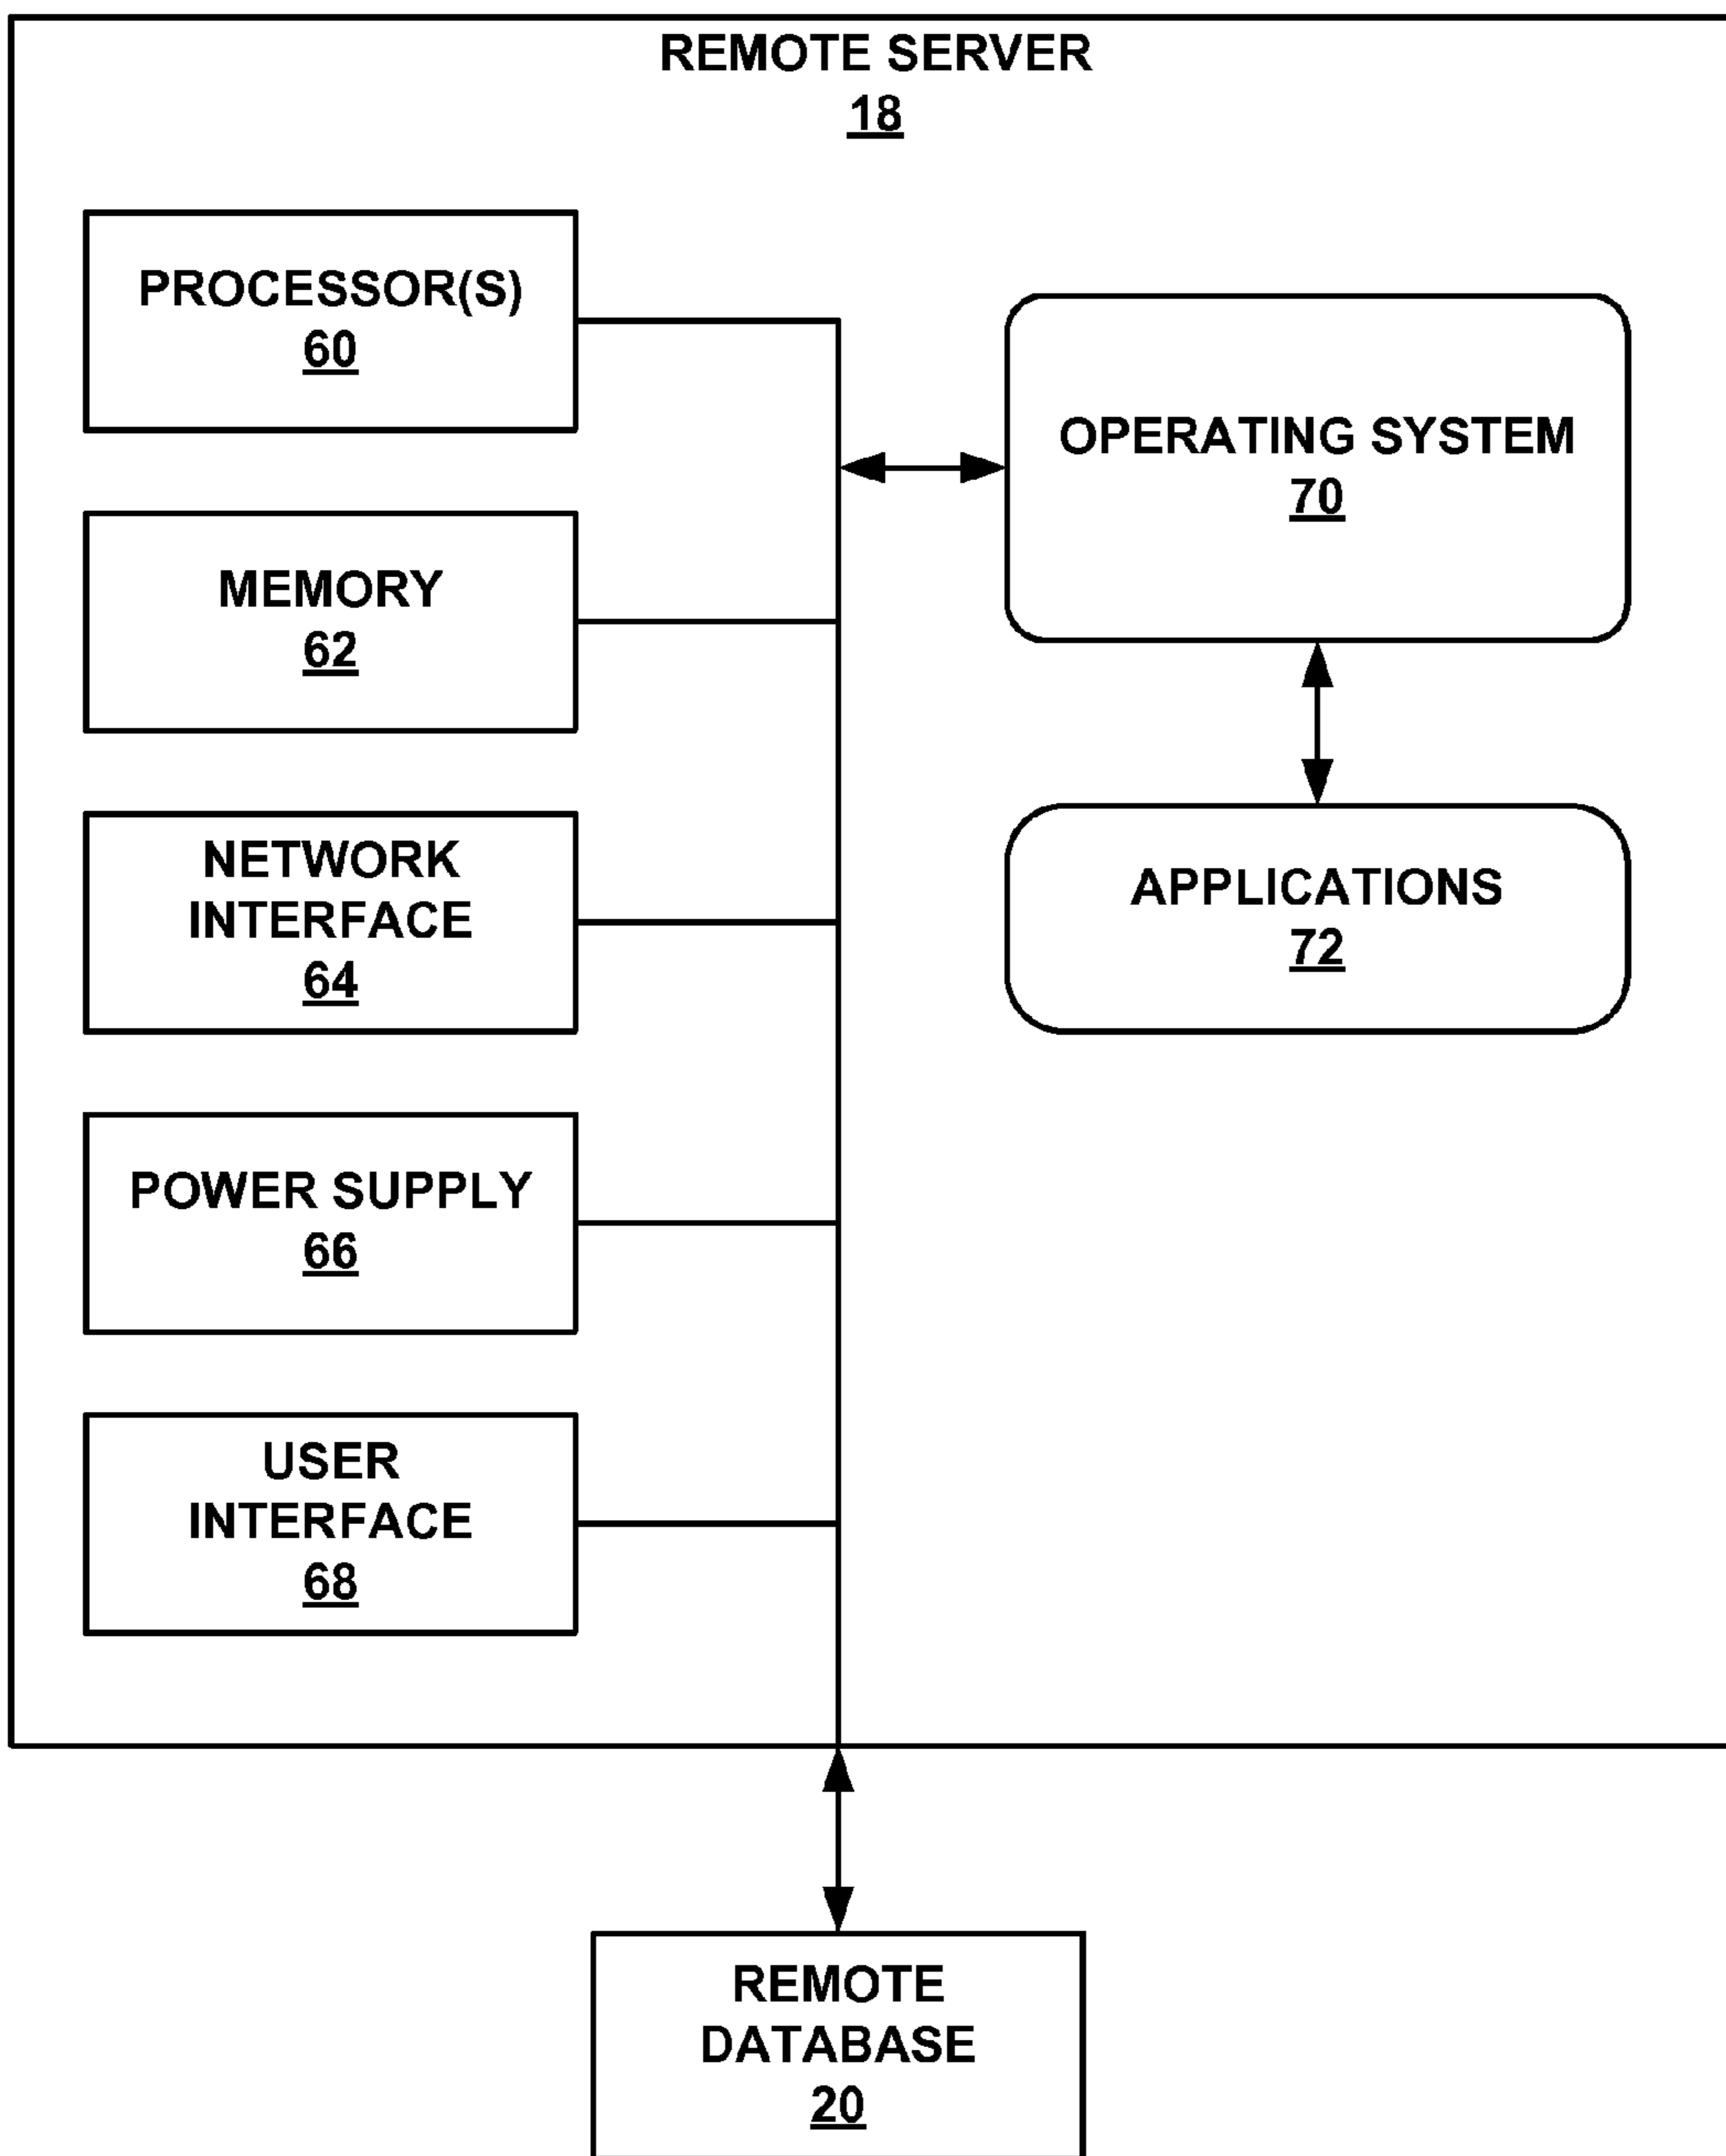 REMOTE SERVER
18
PROCESSOR(S)
60
MEMORY
62
NETWORK
INTERFACE
64
POWER SUPPLY
66
USER
INTERFACE
68
OPERATING SYSTEM
70
APPLICATIONS
72
REMOTE
DATABASE
20